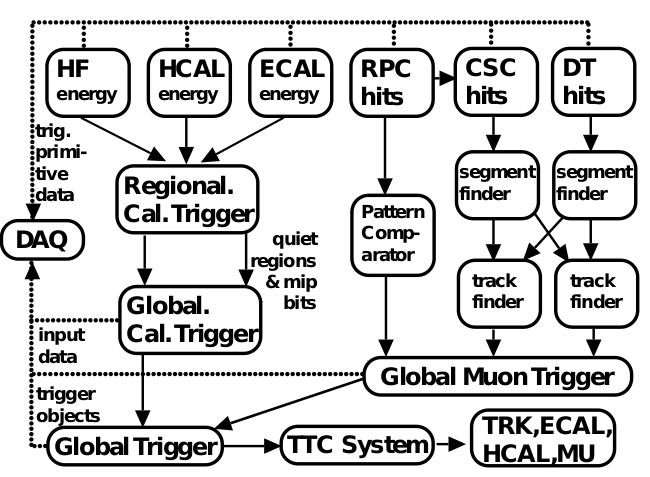 HF
energy
HCAL
energy
ECAL
energy
RPC
hits
CSC
hits
DT
hits
trig.
primi-
tive
data
Regional.
Cal. Trigger
segment
finder
segment
finder
Pattern
Comp-
arator
DAQ
quiet
regions
& mip
bits
track
finder
track
finder
Global.
Cal. Trigger
input
data
Global Muon Trigger
trigger
objects
Global Trigger
TTC System
TRK,ECAL,
HCAL,MU